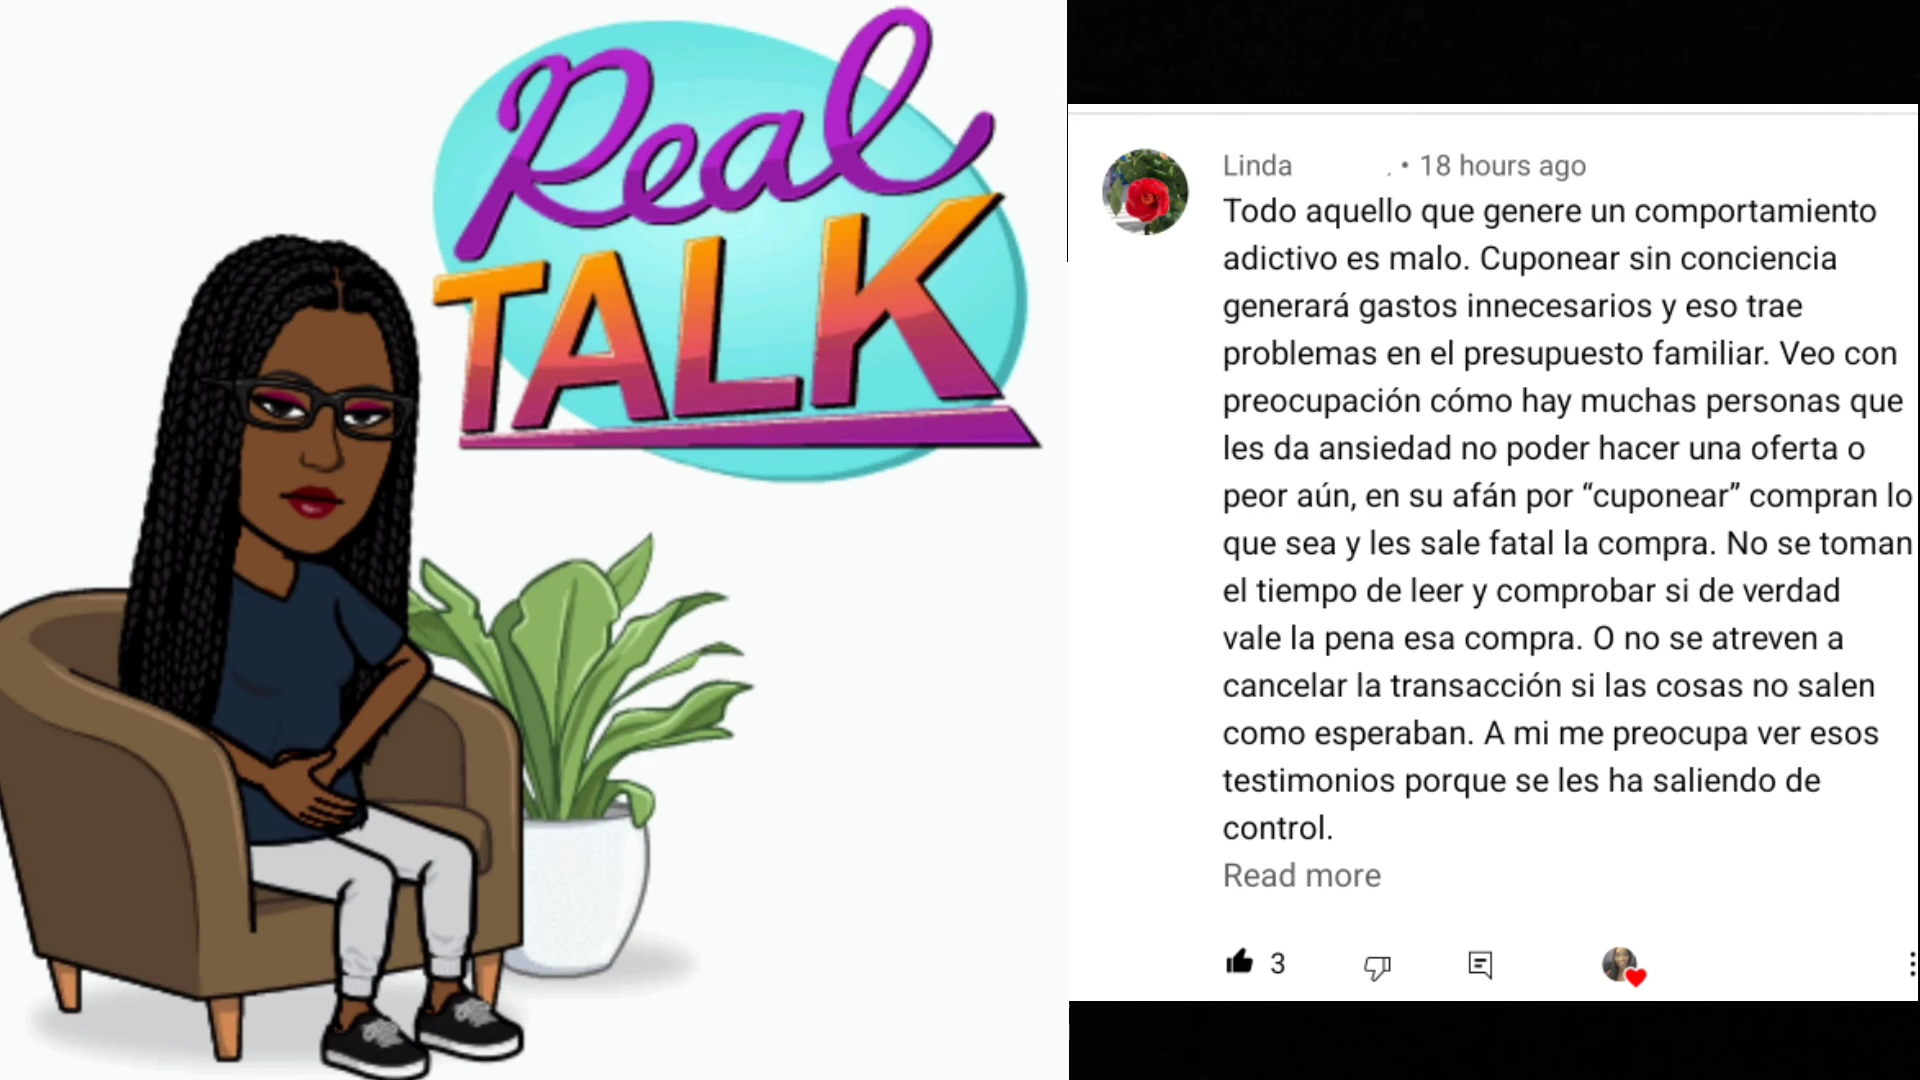 Real
TALK
Linda . • 18 hours ago
Todo aquello que genere un comportamiento
adictivo es malo. Cuponear sin conciencia
generará gastos innecesarios y eso trae
problemas en el presupuesto familiar. Veo con
preocupación cómo hay muchas personas que
les da ansiedad no poder hacer una oferta o
peor aún, en su afán por “cuponear” compran lo
que sea y les sale fatal la compra. No se toman
el tiempo de leer y comprobar si de verdad
vale la pena esa compra. O no se atreven a
cancelar la transacción si las cosas no salen
como esperaban. A mi me preocupa ver esos
testimonios porque se les ha saliendo de
control.
Read more
3